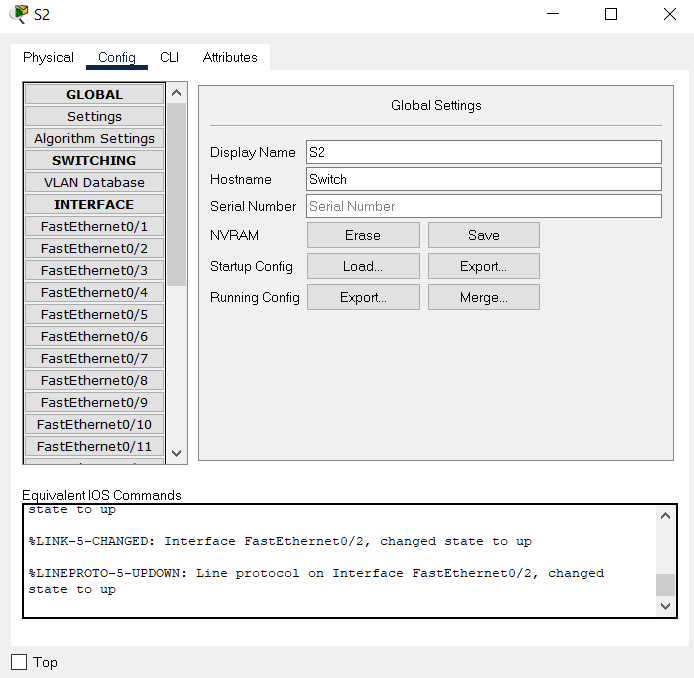 S2
Physical Config CLI Attributes
GLOBAL
Settings
Algorithm Settings
SWITCHING
VLAN Database
INTERFACE
FastEthernet0/1
FastEthernet0/2
FastEthernet0/3
FastEthernet0/4
FastEthernet0/5
FastEthernet0/6
FastEthernet0/7
FastEthernet0/8
FastEthernet0/9
FastEthernet0/10
FastEthernet0/11
Global Settings
Display Name S2
Hostname Switch
Serial Number Serial Number
NVRAM Erase Save
Startup Config Load... Export...
Running Config Export... Merge...
Equivalent IOS Commands
state to up
%LINK-5-CHANGED: Interface FastEthernet0/2, changed state to up
%LINEPROTO-5-UPDOWN: Line protocol on Interface FastEthernet0/2, changed
state to up
Top